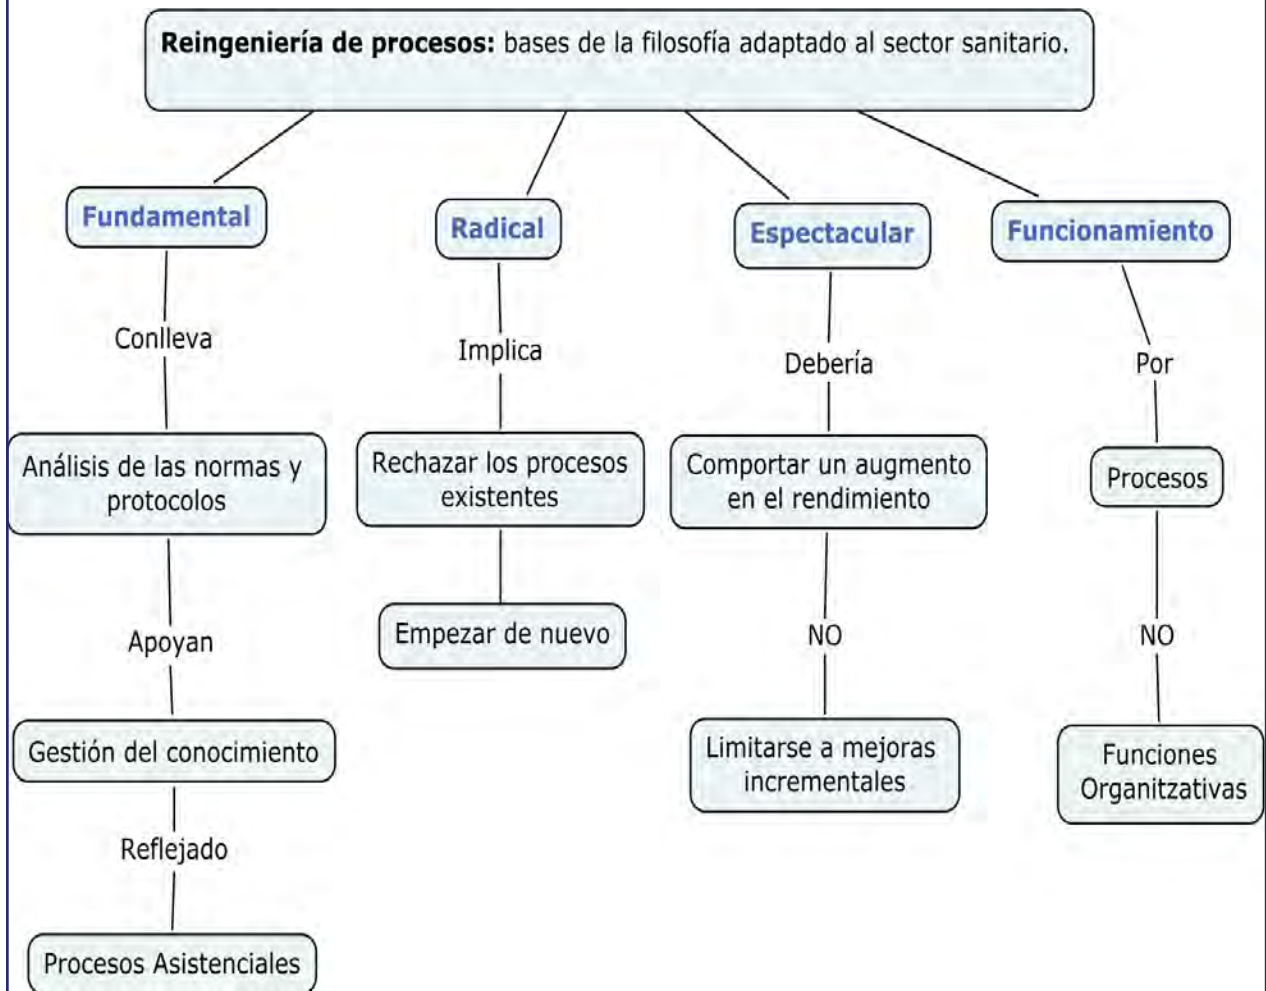 Reingeniería de procesos: bases de la filosofía adaptado al sector sanitario.
Fundamental
Radical
Espectacular
Funcionamiento
Conlleva
Implica
Debería
Por
Análisis de las normas y
protocolos
Rechazar los procesos
existentes
Comportar un augmento
en el rendimiento
Procesos
Apoyan
Empezar de nuevo
NO
NO
Gestión del conocimiento
Limitarse a mejoras
incrementales
Funciones
Organitzativas
Reflejado
Procesos Asistenciales